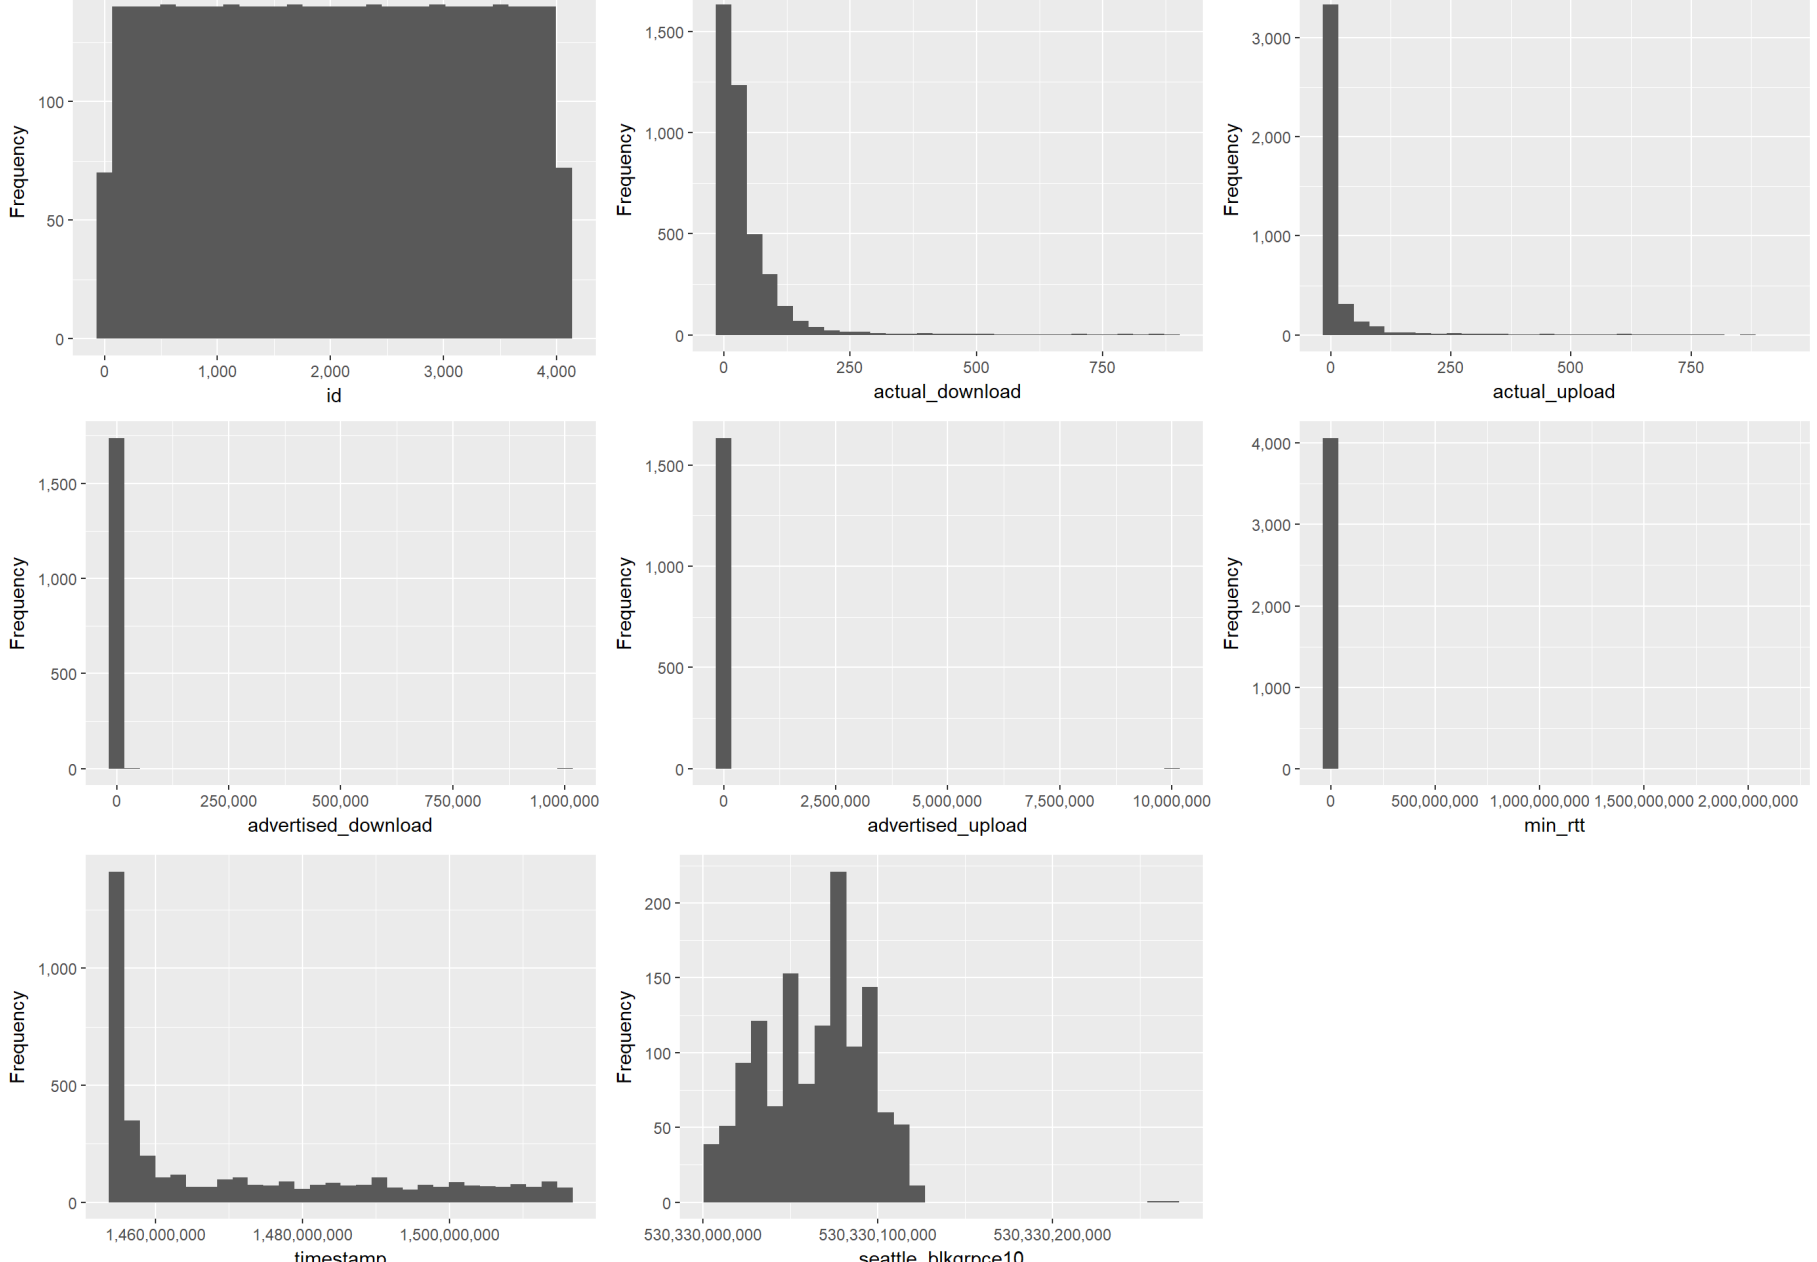 Frequency
100
50
0
0 1,000 2,000 3,000 4,000
id
Frequency
1,500
1,000
500
0
0 250 500 750
actual_download
Frequency
3,000
2,000
1,000
0
0 250 500 750
actual_upload
Frequency
1,500
1,000
500
0
0 250,000 500,000 750,000 1,000,000
advertised_download
Frequency
1,500
1,000
500
0
0 2,500,000 5,000,000 7,500,000 10,000,000
advertised_upload
Frequency
4,000
3,000
2,000
1,000
0
0 500,000,000 1,000,000,000 1,500,000,000 2,000,000,000
min_rtt
Frequency
1,000
500
0
1,460,000,000 1,480,000,000 1,500,000,000
timestamp
Frequency
200
150
100
50
0
530,330,000,000 530,330,100,000 530,330,200,000
seattle_blkgrpce10